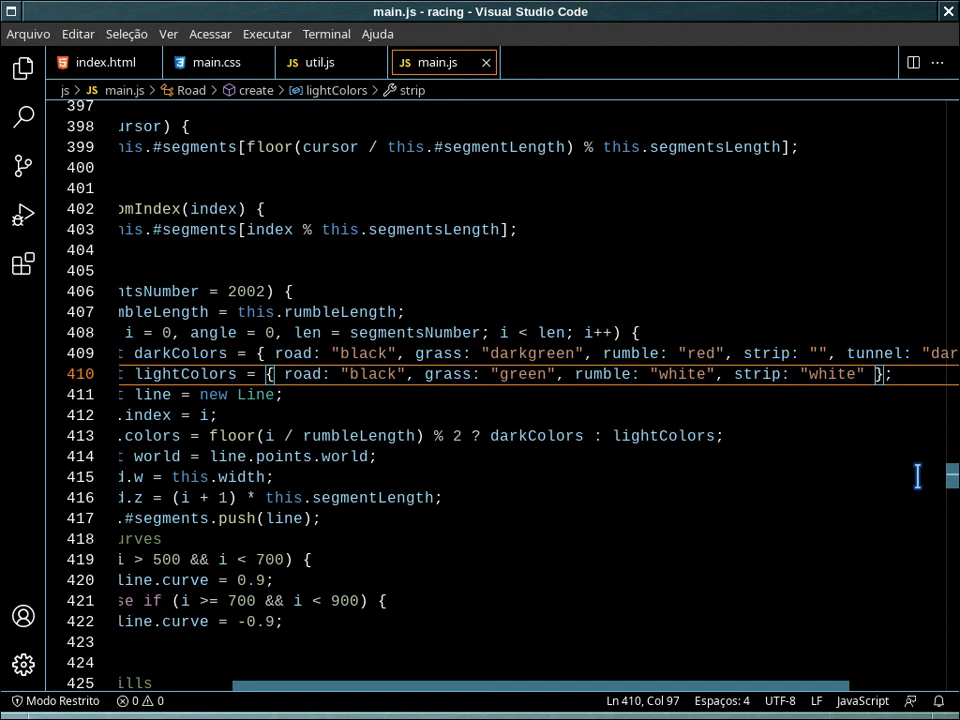 main.js - racing - Visual Studio Code
Arquivo Editar Seleção Ver Acessar Executar Terminal Ajuda
index.html main.css JS util.js JS main.js
js > JS main.js > Road > create > lightColors > strip
397
398 ursor) {
399 his.#segments[floor(cursor / this.#segmentLength) % this.segmentsLength];
400
401
402 omIndex(index) {
403 his.#segments[index % this.segmentsLength];
404
405
406 ntsNumber = 2002) {
407 mbleLength = this.rumbleLength;
408 i = 0, angle = 0, len = segmentsNumber; i < len; i++) {
409 t darkColors = { road: "black", grass: "darkgreen", rumble: "red", strip: "", tunnel: "dar
410 t lightColors = { road: "black", grass: "green", rumble: "white", strip: "white" };
411 t line = new Line;
412 .index = i;
413 .colors = floor(i / rumbleLength) % 2 ? darkColors : lightColors;
414 t world = line.points.world;
415 d.w = this.width;
416 d.z = (i + 1) * this.segmentLength;
417 .#segments.push(line);
418 urves
419 i > 500 && i < 700) {
420 line.curve = 0.9;
421 se if (i >= 700 && i < 900) {
422 line.curve = -0.9;
423
424
425 ills
Modo Restrito 0 0 Ln 410, Col 97 Espaços: 4 UTF-8 LF JavaScript